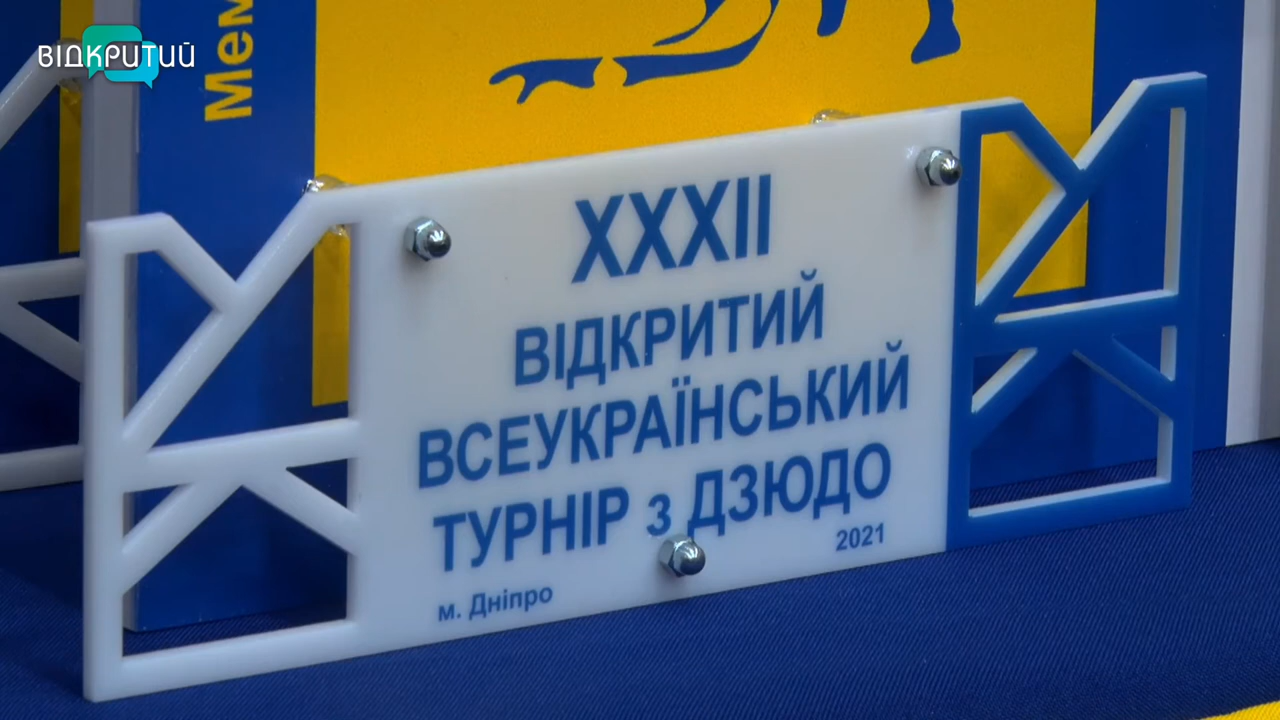 ВІДКРИТИЙ
Мем
XXXII
ВІДКРИТИЙ
ВСЕУКРАЇНСЬКИЙ
ТУРНІР з ДЗЮДО
2021
м. Дніпро